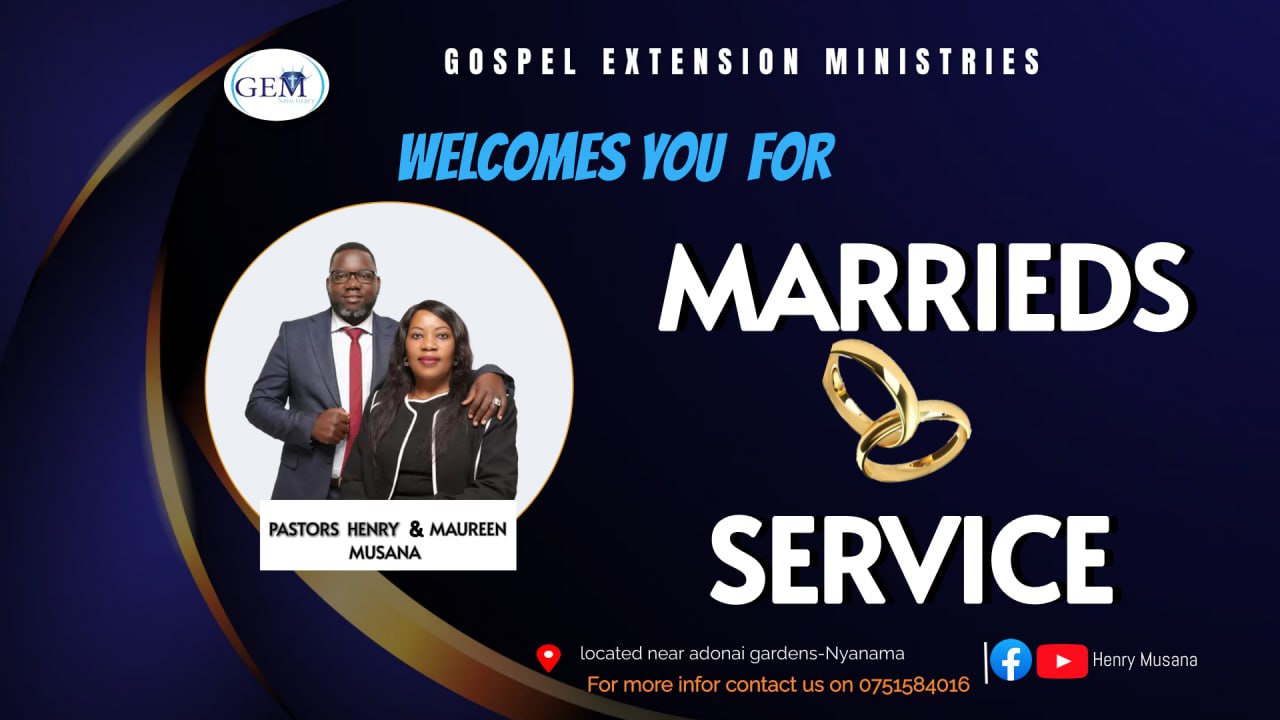 GOSPEL EXTENSION MINISTRIES
GEM
Sanctuary
WELCOMES YOU FOR
MARRIEDS
SERVICE
PASTORS HENRY & MAUREEN
MUSANA
located near adonai gardens-Nyanama
For more infor contact us on 0751584016
Henry Musana